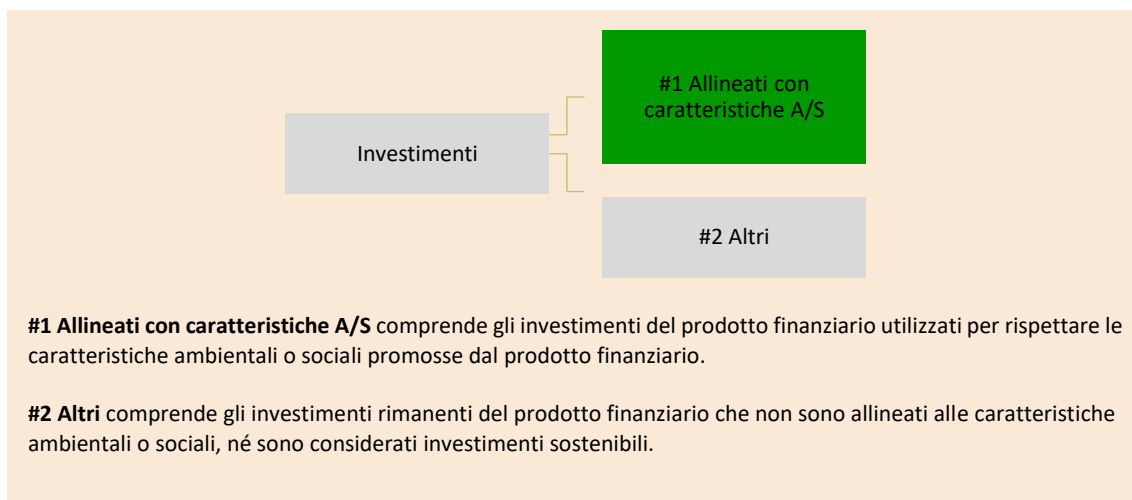 #1 Allineati con
caratteristiche A/S
Investimenti
#2 Altri
#1 Allineati con caratteristiche A/S comprende gli investimenti del prodotto finanziario utilizzati per rispettare le
caratteristiche ambientali o sociali promosse dal prodotto finanziario.
#2 Altri comprende gli investimenti rimanenti del prodotto finanziario che non sono allineati alle caratteristiche
ambientali o sociali, né sono considerati investimenti sostenibili.